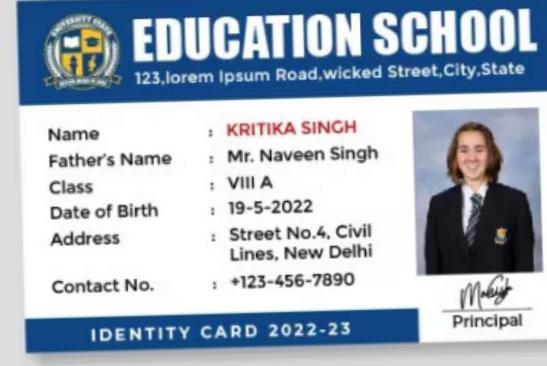 UNIVERSITY STATE
EDUCATION SCHOOL
123,lorem Ipsum Road,wicked Street,City,State
Name : KRITIKA SINGH
Father's Name : Mr. Naveen Singh
Class : VIII A
Date of Birth : 19-5-2022
Address : Street No.4, Civil
Lines, New Delhi
Contact No. : +123-456-7890
Principal
IDENTITY CARD 2022-23